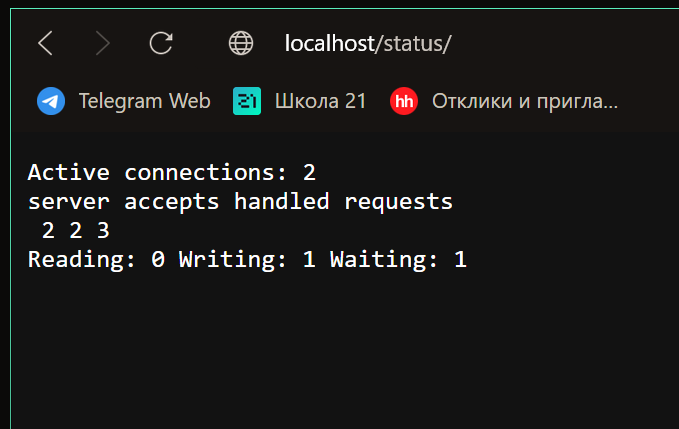 localhost/status/
Telegram Web 21 Школа 21 hh Отклики и пригла...
Active connections: 2
server accepts handled requests
2 2 3
Reading: 0 Writing: 1 Waiting: 1